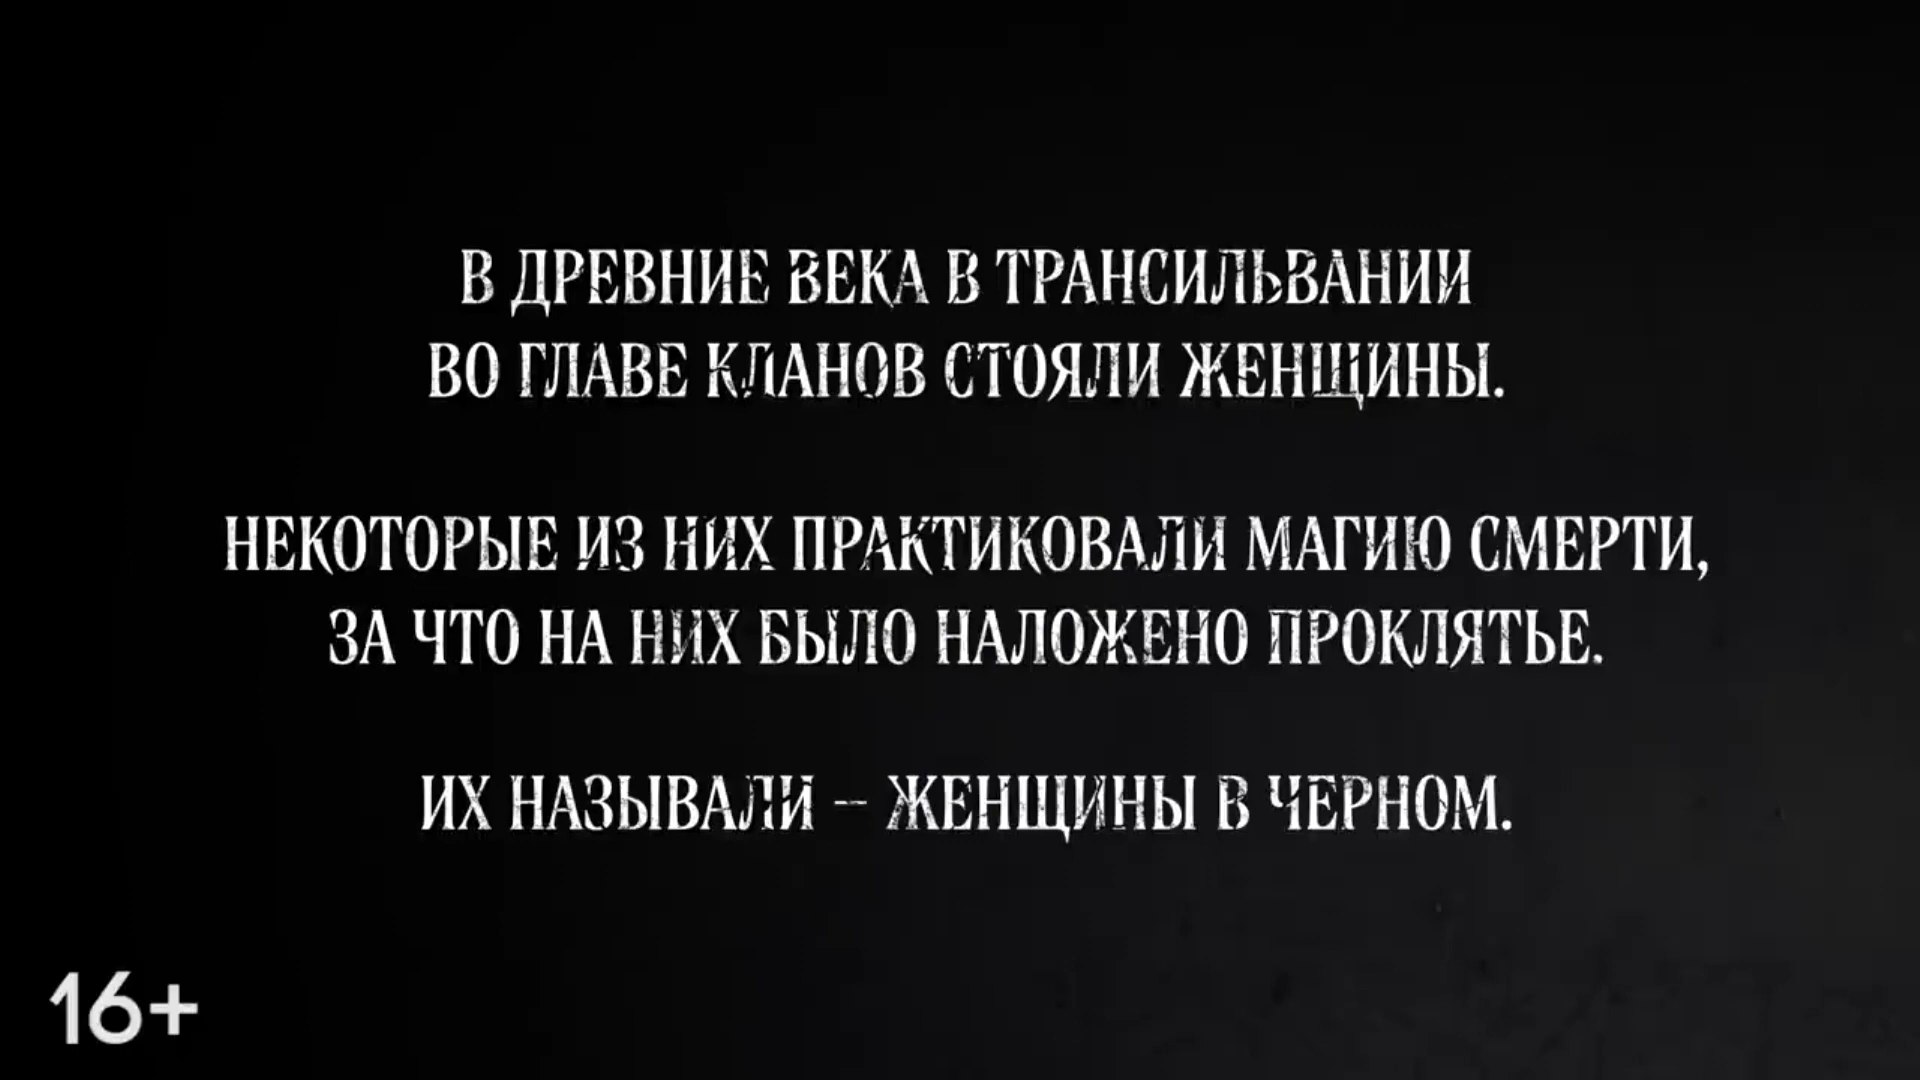 В ДРЕВНИЕ ВЕКА В ТРАНСИЛЬВАНИИ
ВО ГЛАВЕ КЛАНОВ СТОЯЛИ ЖЕНЩИНЫ.
НЕКОТОРЫЕ ИЗ НИХ ПРАКТИКОВАЛИ МАГИЮ СМЕРТИ,
ЗА ЧТО НА НИХ БЫЛО НАЛОЖЕНО ПРОКЛЯТЬЕ.
ИХ НАЗЫВАЛИ – ЖЕНЩИНЫ В ЧЕРНОМ.
16+